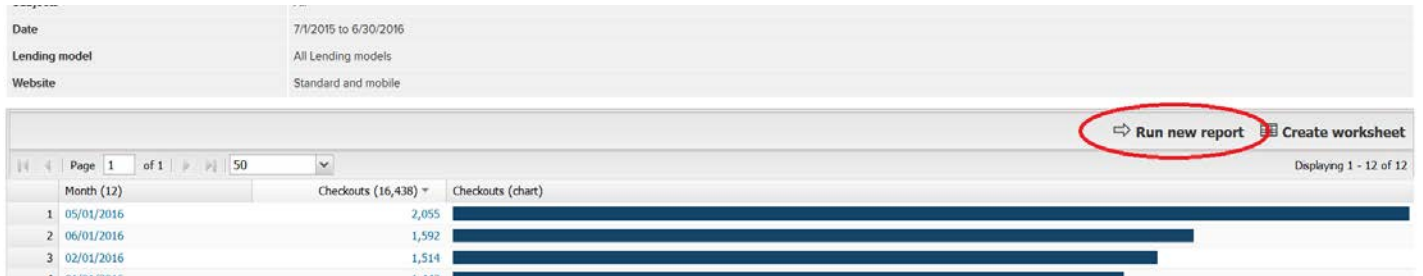 Date 7/1/2015 to 6/30/2016
Lending model All Lending models
Website Standard and mobile
Run new report Create worksheet
Page 1 of 1 50 Displaying 1 - 12 of 12
Month (12) Checkouts (16,438) Checkouts (chart)
1 05/01/2016 2,055
2 06/01/2016 1,592
3 02/01/2016 1,514